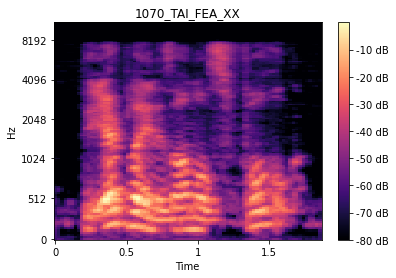 1070_TAI_FEA_XX
8192
4096
2048
1024
512
0
Hz
0
0.5
1
1.5
Time
-10 dB
-20 dB
-30 dB
-40 dB
-50 dB
-60 dB
-70 dB
-80 dB